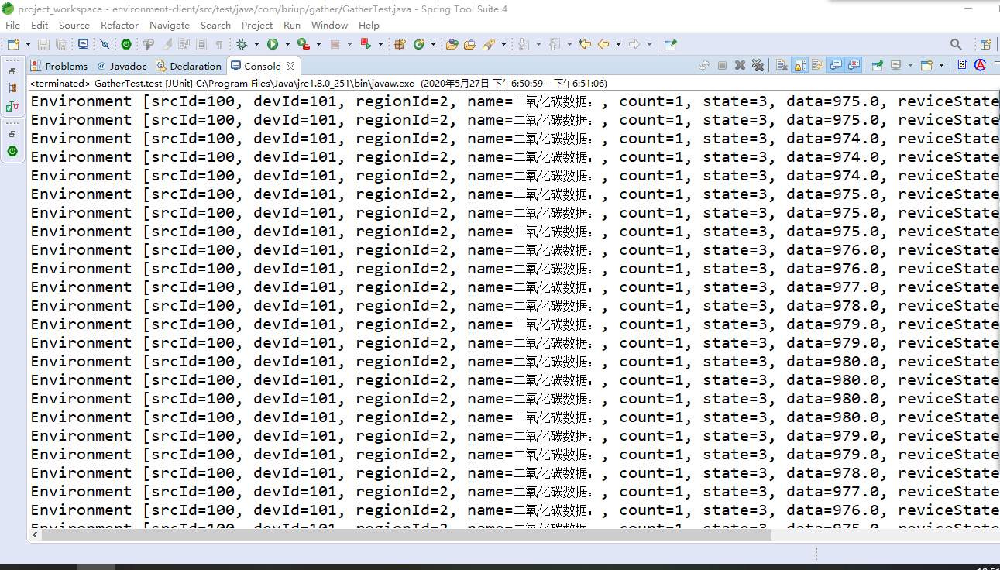 project_workspace - environment-client/src/test/java/com/briup/gather/GatherTest.java - Spring Tool Suite 4
File Edit Source Refactor Navigate Search Project Run Window Help
Problems @ Javadoc Declaration Console
<terminated> GatherTest.test [JUnit] C:\Program Files\Java\jre1.8.0_251\bin\javaw.exe (2020年5月27日 下午6:50:59 – 下午6:51:06)
Environment [srcId=100, devId=101, regionId=2, name=二氧化碳数据:, count=1, state=3, data=975.0, reviceState
Environment [srcId=100, devId=101, regionId=2, name=二氧化碳数据:, count=1, state=3, data=975.0, reviceState
Environment [srcId=100, devId=101, regionId=2, name=二氧化碳数据:, count=1, state=3, data=974.0, reviceState
Environment [srcId=100, devId=101, regionId=2, name=二氧化碳数据:, count=1, state=3, data=974.0, reviceState
Environment [srcId=100, devId=101, regionId=2, name=二氧化碳数据:, count=1, state=3, data=974.0, reviceState
Environment [srcId=100, devId=101, regionId=2, name=二氧化碳数据:, count=1, state=3, data=975.0, reviceState
Environment [srcId=100, devId=101, regionId=2, name=二氧化碳数据:, count=1, state=3, data=975.0, reviceState
Environment [srcId=100, devId=101, regionId=2, name=二氧化碳数据:, count=1, state=3, data=975.0, reviceState
Environment [srcId=100, devId=101, regionId=2, name=二氧化碳数据:, count=1, state=3, data=976.0, reviceState
Environment [srcId=100, devId=101, regionId=2, name=二氧化碳数据:, count=1, state=3, data=976.0, reviceState
Environment [srcId=100, devId=101, regionId=2, name=二氧化碳数据:, count=1, state=3, data=977.0, reviceState
Environment [srcId=100, devId=101, regionId=2, name=二氧化碳数据:, count=1, state=3, data=978.0, reviceState
Environment [srcId=100, devId=101, regionId=2, name=二氧化碳数据:, count=1, state=3, data=979.0, reviceState
Environment [srcId=100, devId=101, regionId=2, name=二氧化碳数据:, count=1, state=3, data=979.0, reviceState
Environment [srcId=100, devId=101, regionId=2, name=二氧化碳数据:, count=1, state=3, data=980.0, reviceState
Environment [srcId=100, devId=101, regionId=2, name=二氧化碳数据:, count=1, state=3, data=980.0, reviceState
Environment [srcId=100, devId=101, regionId=2, name=二氧化碳数据:, count=1, state=3, data=980.0, reviceState
Environment [srcId=100, devId=101, regionId=2, name=二氧化碳数据:, count=1, state=3, data=980.0, reviceState
Environment [srcId=100, devId=101, regionId=2, name=二氧化碳数据:, count=1, state=3, data=979.0, reviceState
Environment [srcId=100, devId=101, regionId=2, name=二氧化碳数据:, count=1, state=3, data=979.0, reviceState
Environment [srcId=100, devId=101, regionId=2, name=二氧化碳数据:, count=1, state=3, data=978.0, reviceState
Environment [srcId=100, devId=101, regionId=2, name=二氧化碳数据:, count=1, state=3, data=977.0, reviceState
Environment [srcId=100, devId=101, regionId=2, name=二氧化碳数据:, count=1, state=3, data=976.0, reviceState
Environment [srcId=100, devId=101, regionId=2, name=二氧化碳数据:, count=1, state=3, data=975.0, reviceState